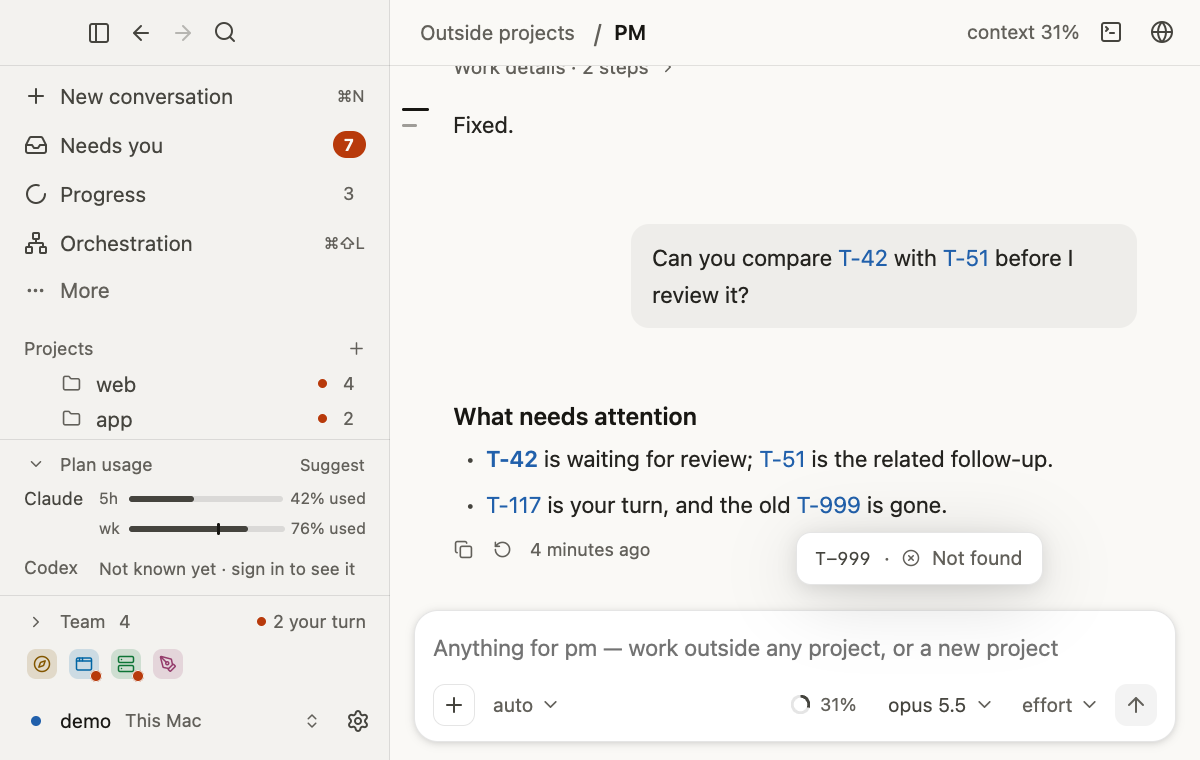 Outside projects / PM
context 31%
New conversation ⌘N
Needs you 7
Progress 3
Orchestration ⌘⇧L
More
Projects
web 4
app 2
Plan usage Suggest
Claude 5h 42% used
wk 76% used
Codex Not known yet · sign in to see it
Team 4 2 your turn
demo This Mac
Work details · 2 steps
Fixed.
Can you compare T-42 with T-51 before I
review it?
What needs attention
• T-42 is waiting for review; T-51 is the related follow-up.
• T-117 is your turn, and the old T-999 is gone.
4 minutes ago
T–999 · Not found
Anything for pm — work outside any project, or a new project
auto 31% opus 5.5 effort